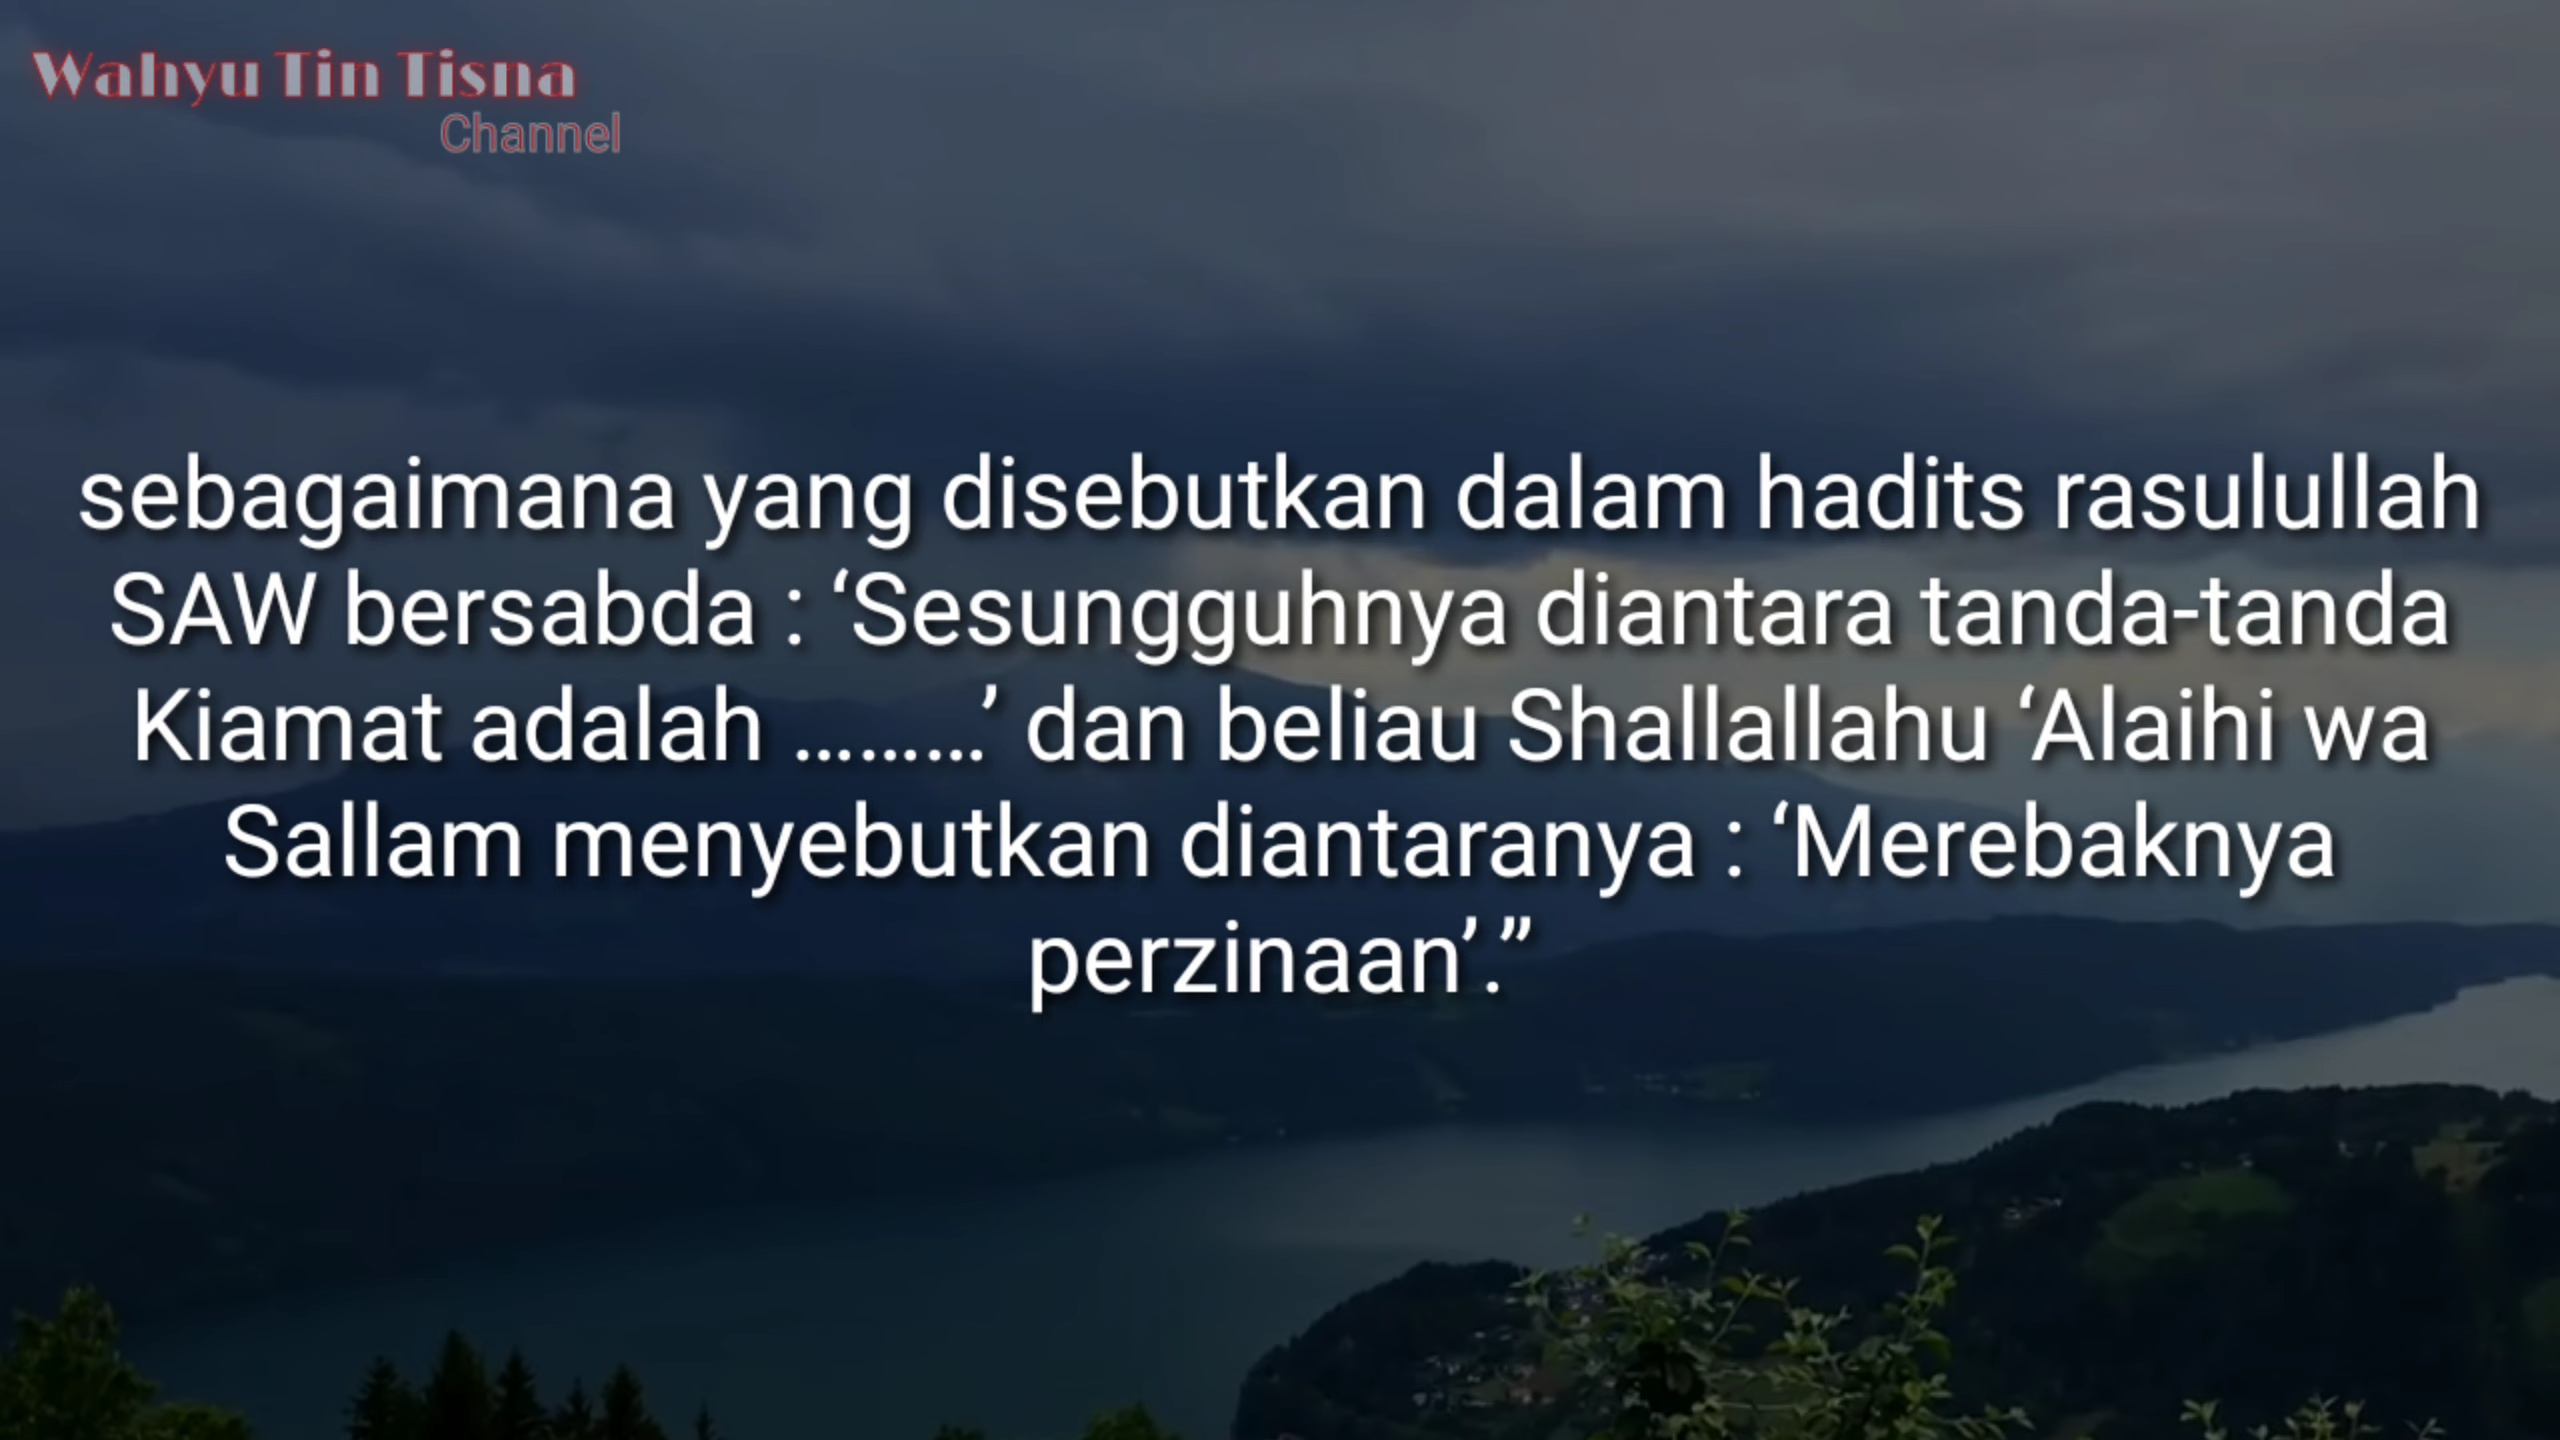 Wahyu Tin Tisna
Channel
sebagaimana yang disebutkan dalam hadits rasulullah
SAW bersabda : ‘Sesungguhnya diantara tanda-tanda
Kiamat adalah ………’ dan beliau Shallallahu ‘Alaihi wa
Sallam menyebutkan diantaranya : ‘Merebaknya
perzinaan’.”